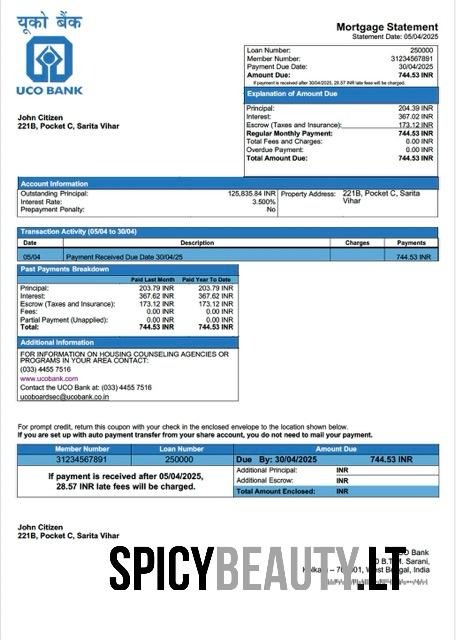 यूको बैंक
UCO BANK
Mortgage Statement
Statement Date: 05/04/2025
Loan Number: 250000
Member Number: 31234567891
Payment Due Date: 30/04/2025
Amount Due: 744.53 INR
If payment is received after 30/04/2025, 28.57 INR late fees will be charged.
Explanation of Amount Due
Principal: 204.39 INR
Interest: 367.02 INR
Escrow (Taxes and Insurance): 173.12 INR
Regular Monthly Payment: 744.53 INR
Total Fees and Charges: 0.00 INR
Overdue Payment: 0.00 INR
Total Amount Due: 744.53 INR
John Citizen
221B, Pocket C, Sarita Vihar
Account Information
Outstanding Principal: 125,835.84 INR
Interest Rate: 3.500%
Prepayment Penalty: No
Property Address: 221B, Pocket C, Sarita
Vihar
Transaction Activity (05/04 to 30/04)
Date Description Charges Payments
05/04 Payment Received Due Date 30/04/25 744.53 INR
Past Payments Breakdown
Paid Last Month Paid Year To Date
Principal: 203.79 INR 203.79 INR
Interest: 367.62 INR 367.62 INR
Escrow (Taxes and Insurance): 173.12 INR 173.12 INR
Fees: 0.00 INR 0.00 INR
Partial Payment (Unapplied): 0.00 INR 0.00 INR
Total: 744.53 INR 744.53 INR
Additional Information
FOR INFORMATION ON HOUSING COUNSELING AGENCIES OR
PROGRAMS IN YOUR AREA CONTACT:
(033) 4455 7516
www.ucobank.com
Contact the UCO Bank at: (033) 4455 7516
ucoboardsec@ucobank.co.in
For prompt credit, return this coupon with your check in the enclosed envelope to the location shown below.
If you are set up with auto payment transfer from your share account, you do not need to mail your payment.
Member Number Loan Number Amount Due
31234567891 250000 Due By: 30/04/2025 744.53 INR
If payment is received after 05/04/2025,
28.57 INR late fees will be charged.
Additional Principal: INR
Additional Escrow: INR
Total Amount Enclosed: INR
John Citizen
221B, Pocket C, Sarita Vihar
Bank
Sarani,
India
SPICYBEAUTY.LT